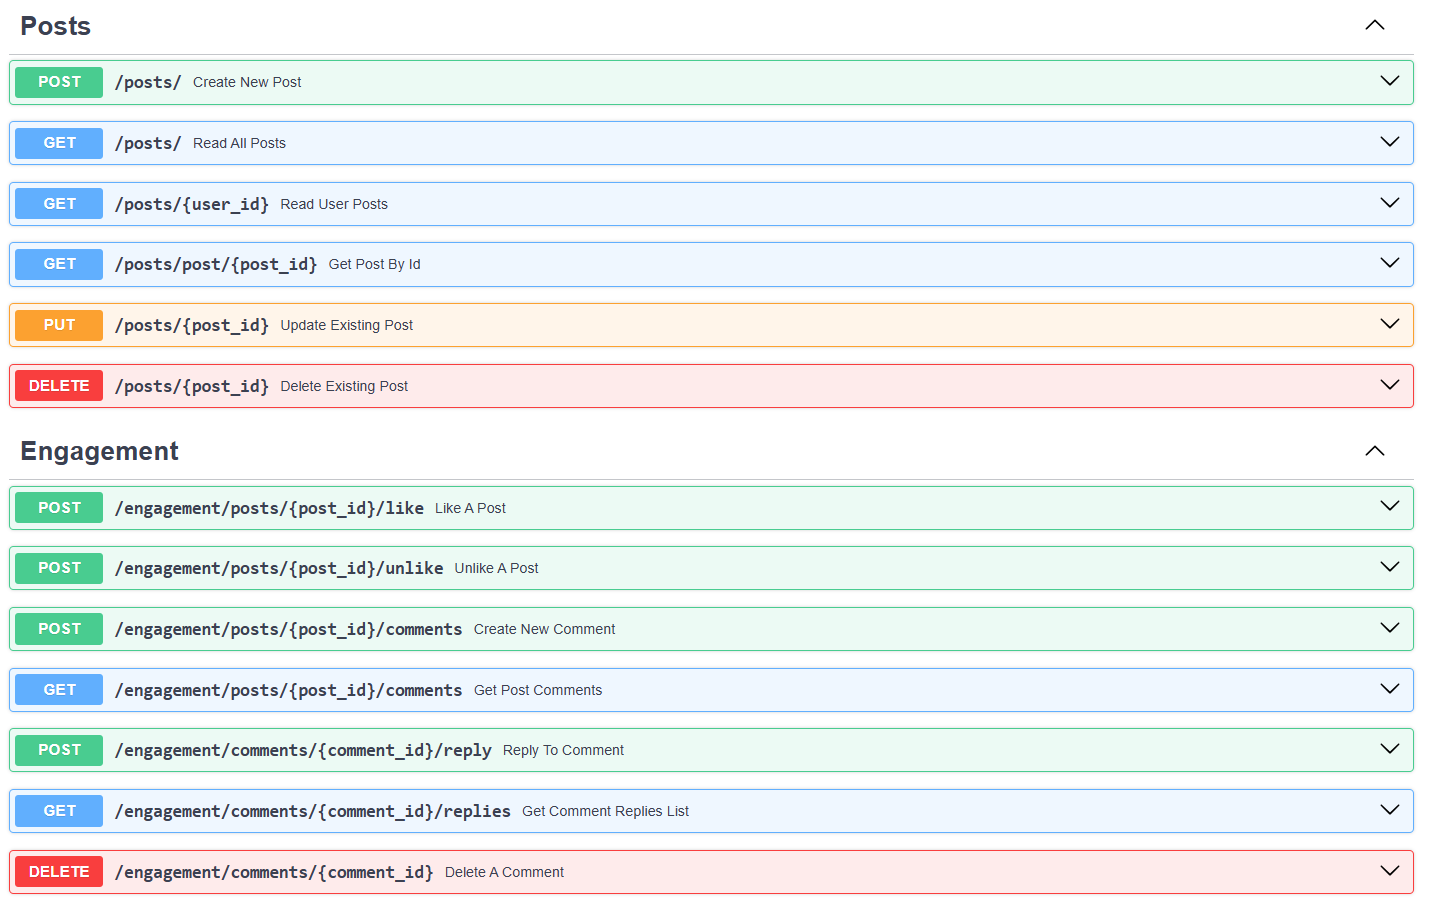 Posts
POST /posts/ Create New Post
GET /posts/ Read All Posts
GET /posts/{user_id} Read User Posts
GET /posts/post/{post_id} Get Post By Id
PUT /posts/{post_id} Update Existing Post
DELETE /posts/{post_id} Delete Existing Post
Engagement
POST /engagement/posts/{post_id}/like Like A Post
POST /engagement/posts/{post_id}/unlike Unlike A Post
POST /engagement/posts/{post_id}/comments Create New Comment
GET /engagement/posts/{post_id}/comments Get Post Comments
POST /engagement/comments/{comment_id}/reply Reply To Comment
GET /engagement/comments/{comment_id}/replies Get Comment Replies List
DELETE /engagement/comments/{comment_id} Delete A Comment